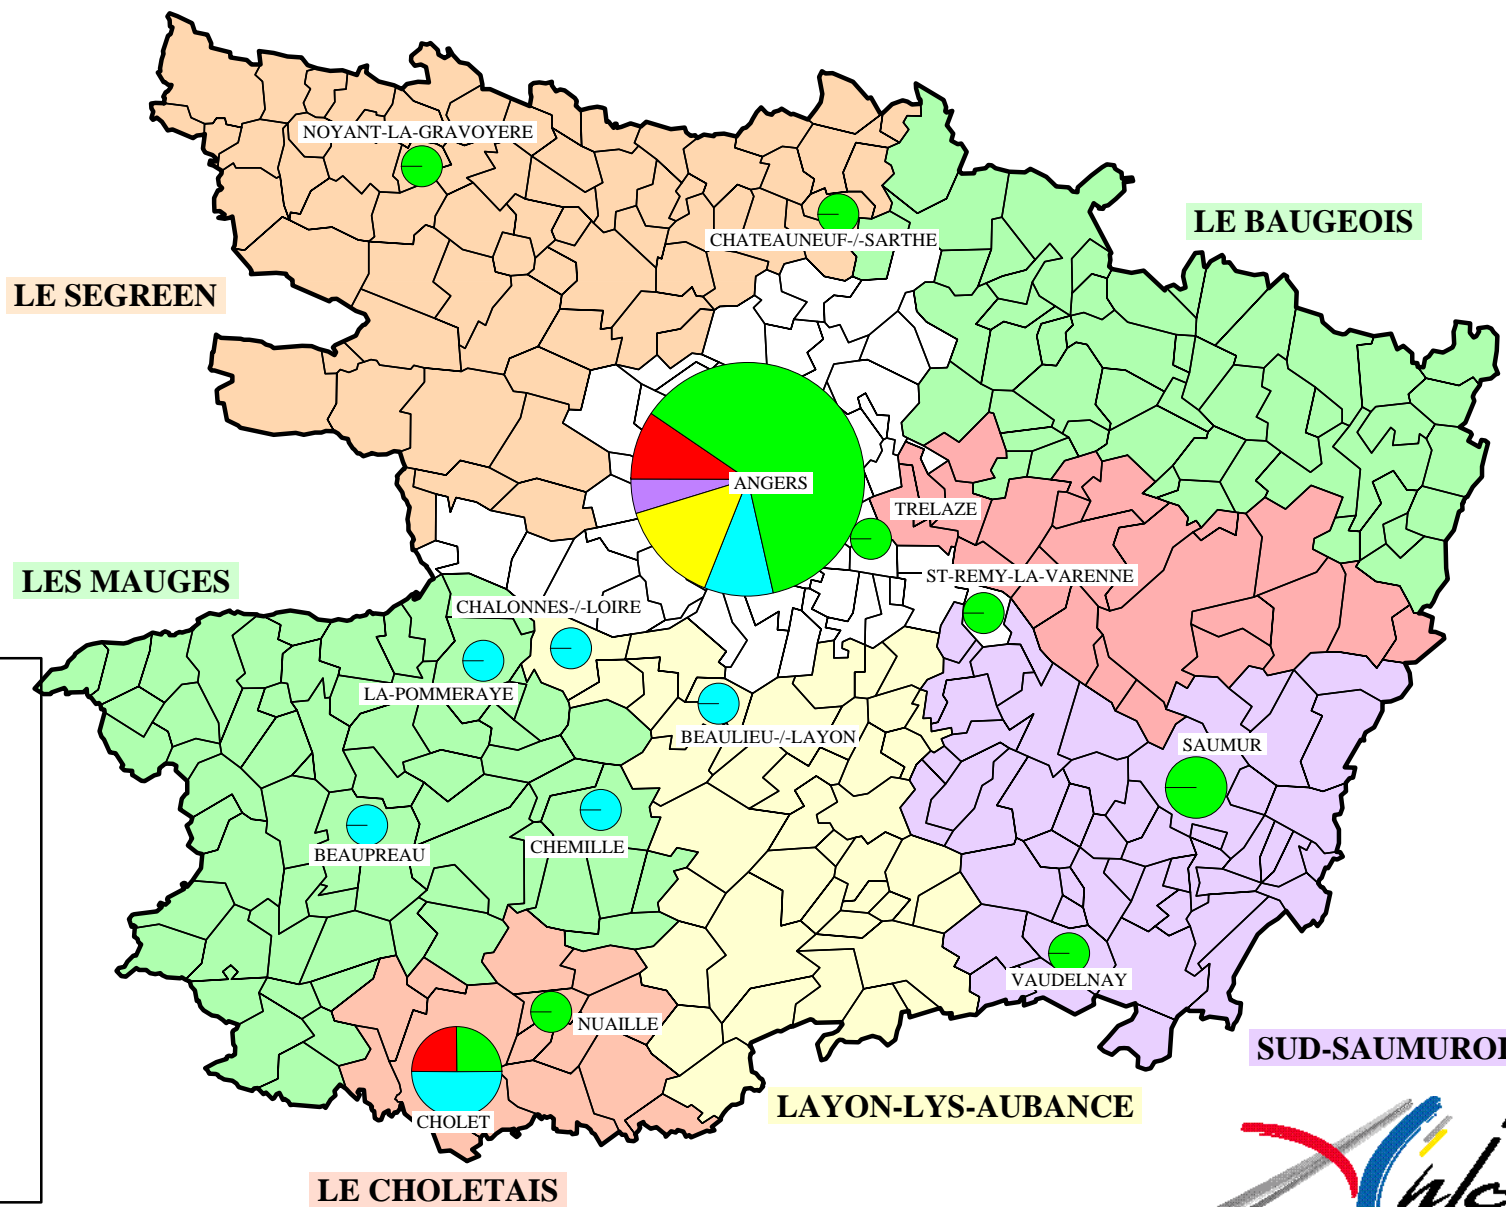 NOYANT-LA-GRAVOYERE
LE BAUGEOIS
CHATEAUNEUF-/-SARTHE
LE SEGREEN
ANGERS
TRELAZE
ST-REMY-LA-VARENNE
LES MAUGES
CHALONNES-/-LOIRE
LA-POMMERAYE
BEAULIEU-/-LAYON
SAUMUR
CHEMILLE
BEAUPREAU
VAUDELNAY
NUAILLE
SUD-SAUMUROI
LAYON-LYS-AUBANCE
CHOLET
LE CHOLETAIS